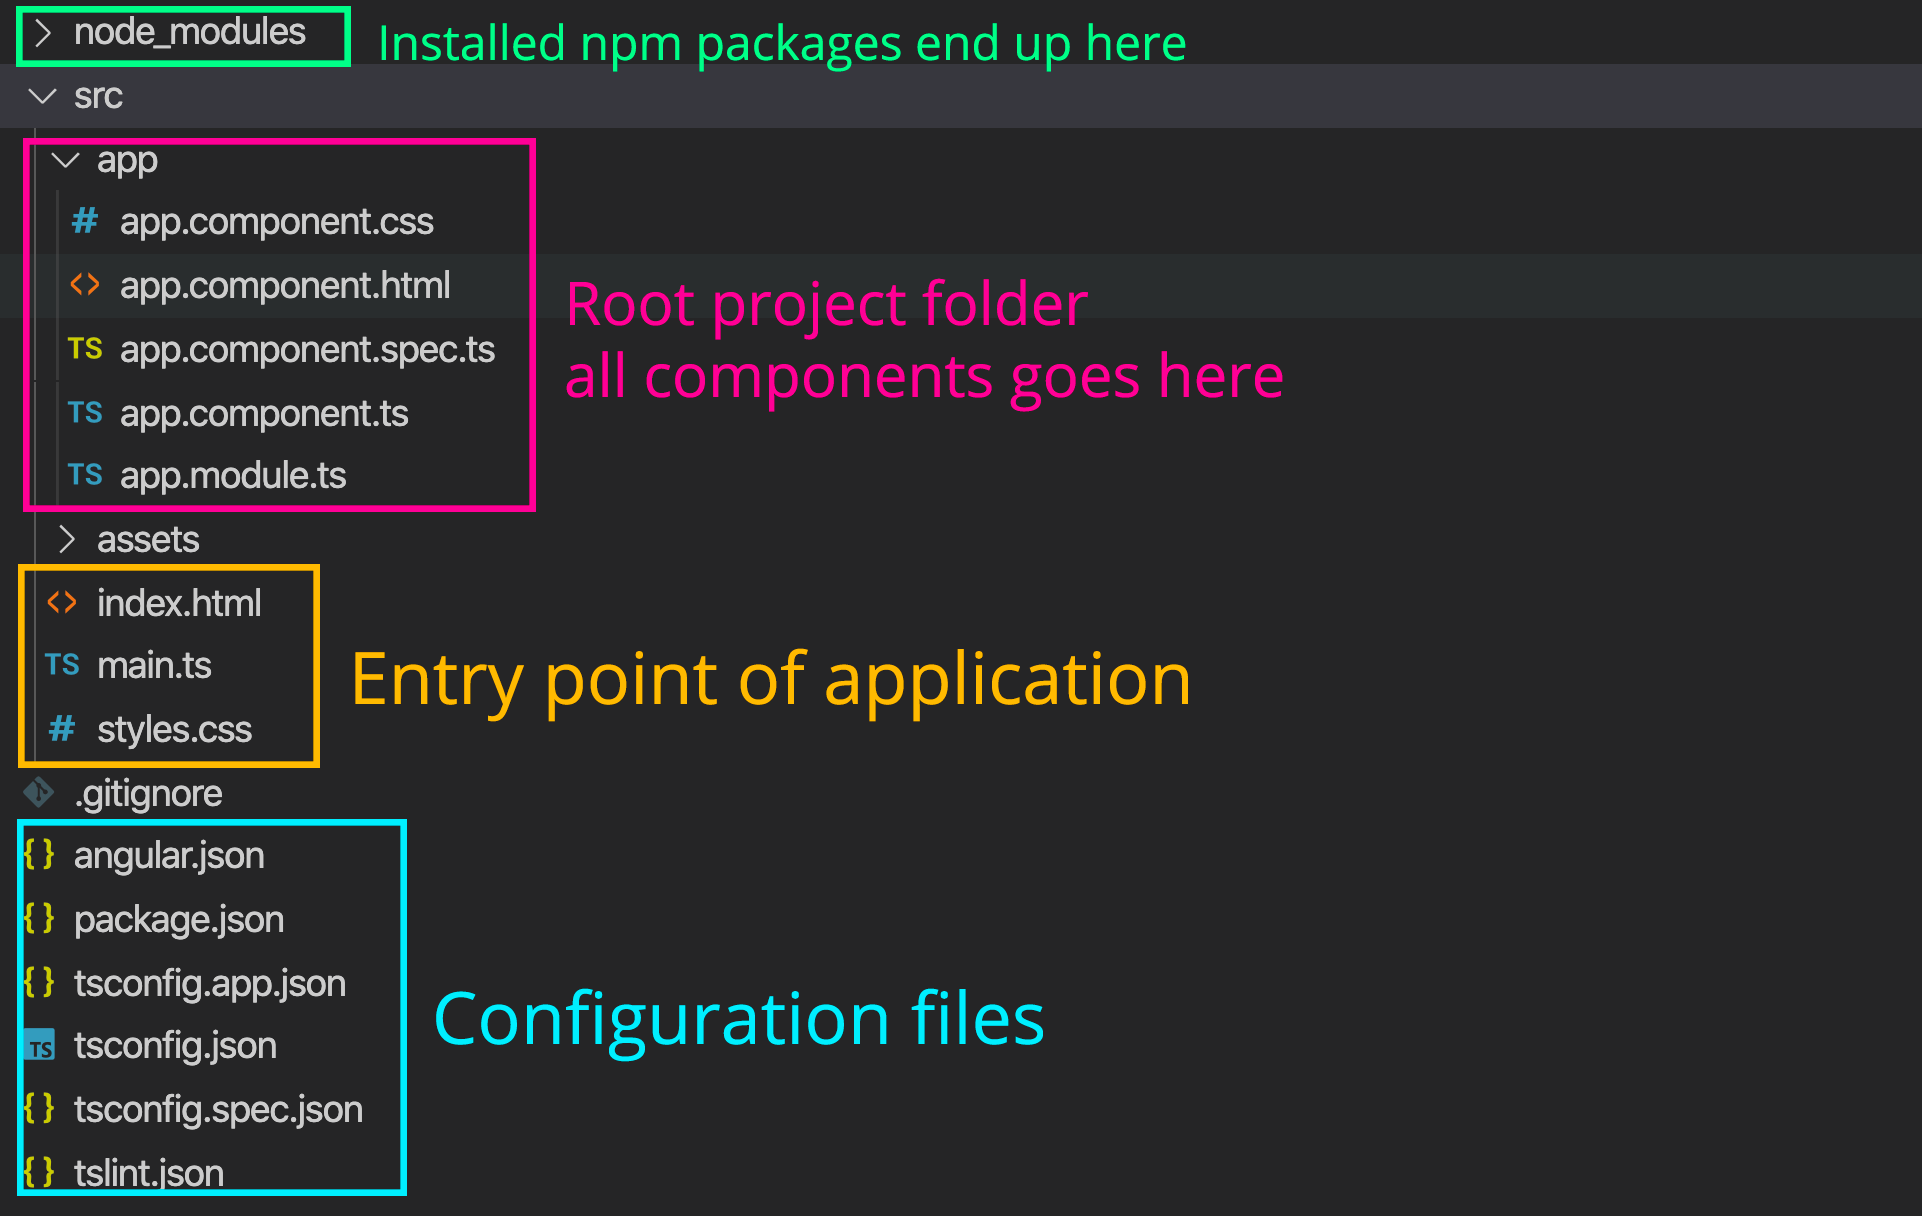 node_modules Installed npm packages end up here
src
app
# app.component.css
<> app.component.html
TS app.component.spec.ts
TS app.component.ts
TS app.module.ts
Root project folder
all components goes here
assets
<> index.html
TS main.ts
# styles.css
Entry point of application
.gitignore
{} angular.json
{} package.json
{} tsconfig.app.json
TS tsconfig.json
{} tsconfig.spec.json
{} tslint.json
Configuration files